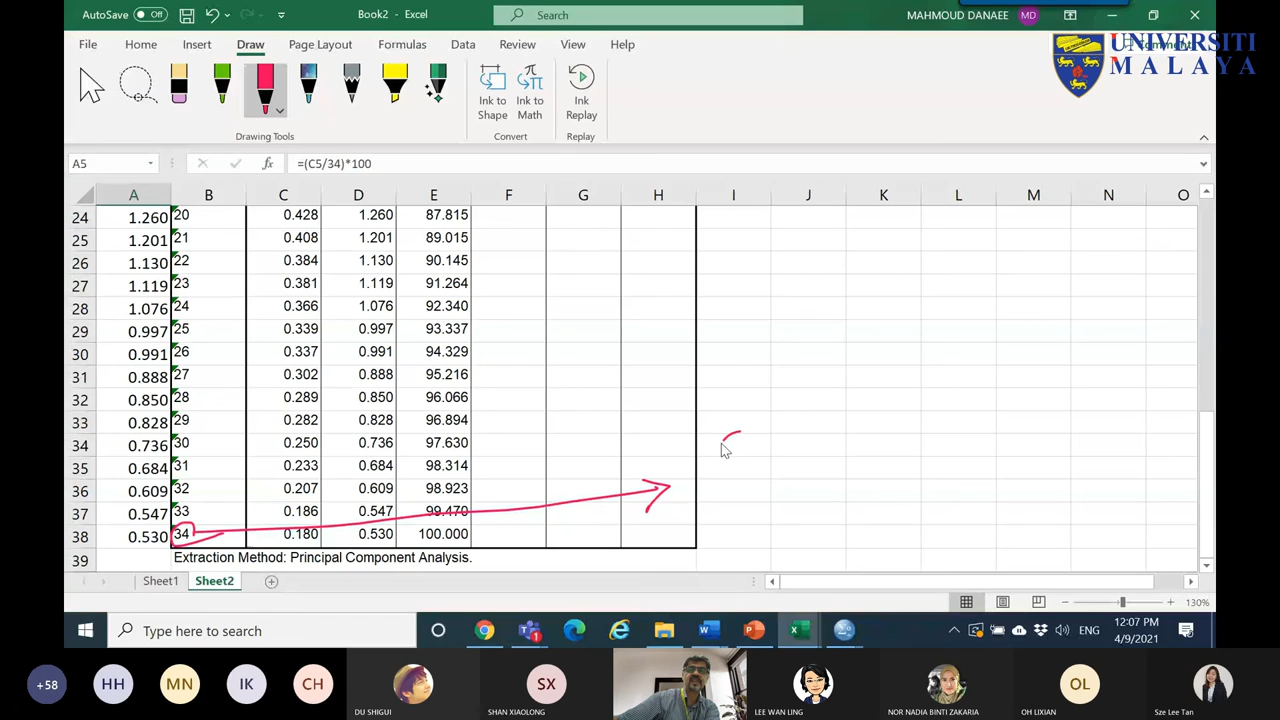 AutoSave Off Book2 - Excel Search MAHMOUD DANAEE MD
File Home Insert Draw Page Layout Formulas Data Review View Help
UNIVERSITI
MALAYA
Ink to Shape
Ink to Math
Ink Replay
Drawing Tools Convert Replay
A5 fx =(C5/34)*100
A B C D E F G H I J K L M N O
24 1.260 20 0.428 1.260 87.815
25 1.201 21 0.408 1.201 89.015
26 1.130 22 0.384 1.130 90.145
27 1.119 23 0.381 1.119 91.264
28 1.076 24 0.366 1.076 92.340
29 0.997 25 0.339 0.997 93.337
30 0.991 26 0.337 0.991 94.329
31 0.888 27 0.302 0.888 95.216
32 0.850 28 0.289 0.850 96.066
33 0.828 29 0.282 0.828 96.894
34 0.736 30 0.250 0.736 97.630
35 0.684 31 0.233 0.684 98.314
36 0.609 32 0.207 0.609 98.923
37 0.547 33 0.186 0.547 99.470
38 0.530 34 0.180 0.530 100.000
39 Extraction Method: Principal Component Analysis.
Sheet1 Sheet2
130%
Type here to search ENG 12:07 PM
4/9/2021
+58 HH MN IK CH SX OL
DU SHIGUI SHAN XIAOLONG LEE WAN LING NOR NADIA BINTI ZAKARIA OH LIXIAN Sze Lee Tan